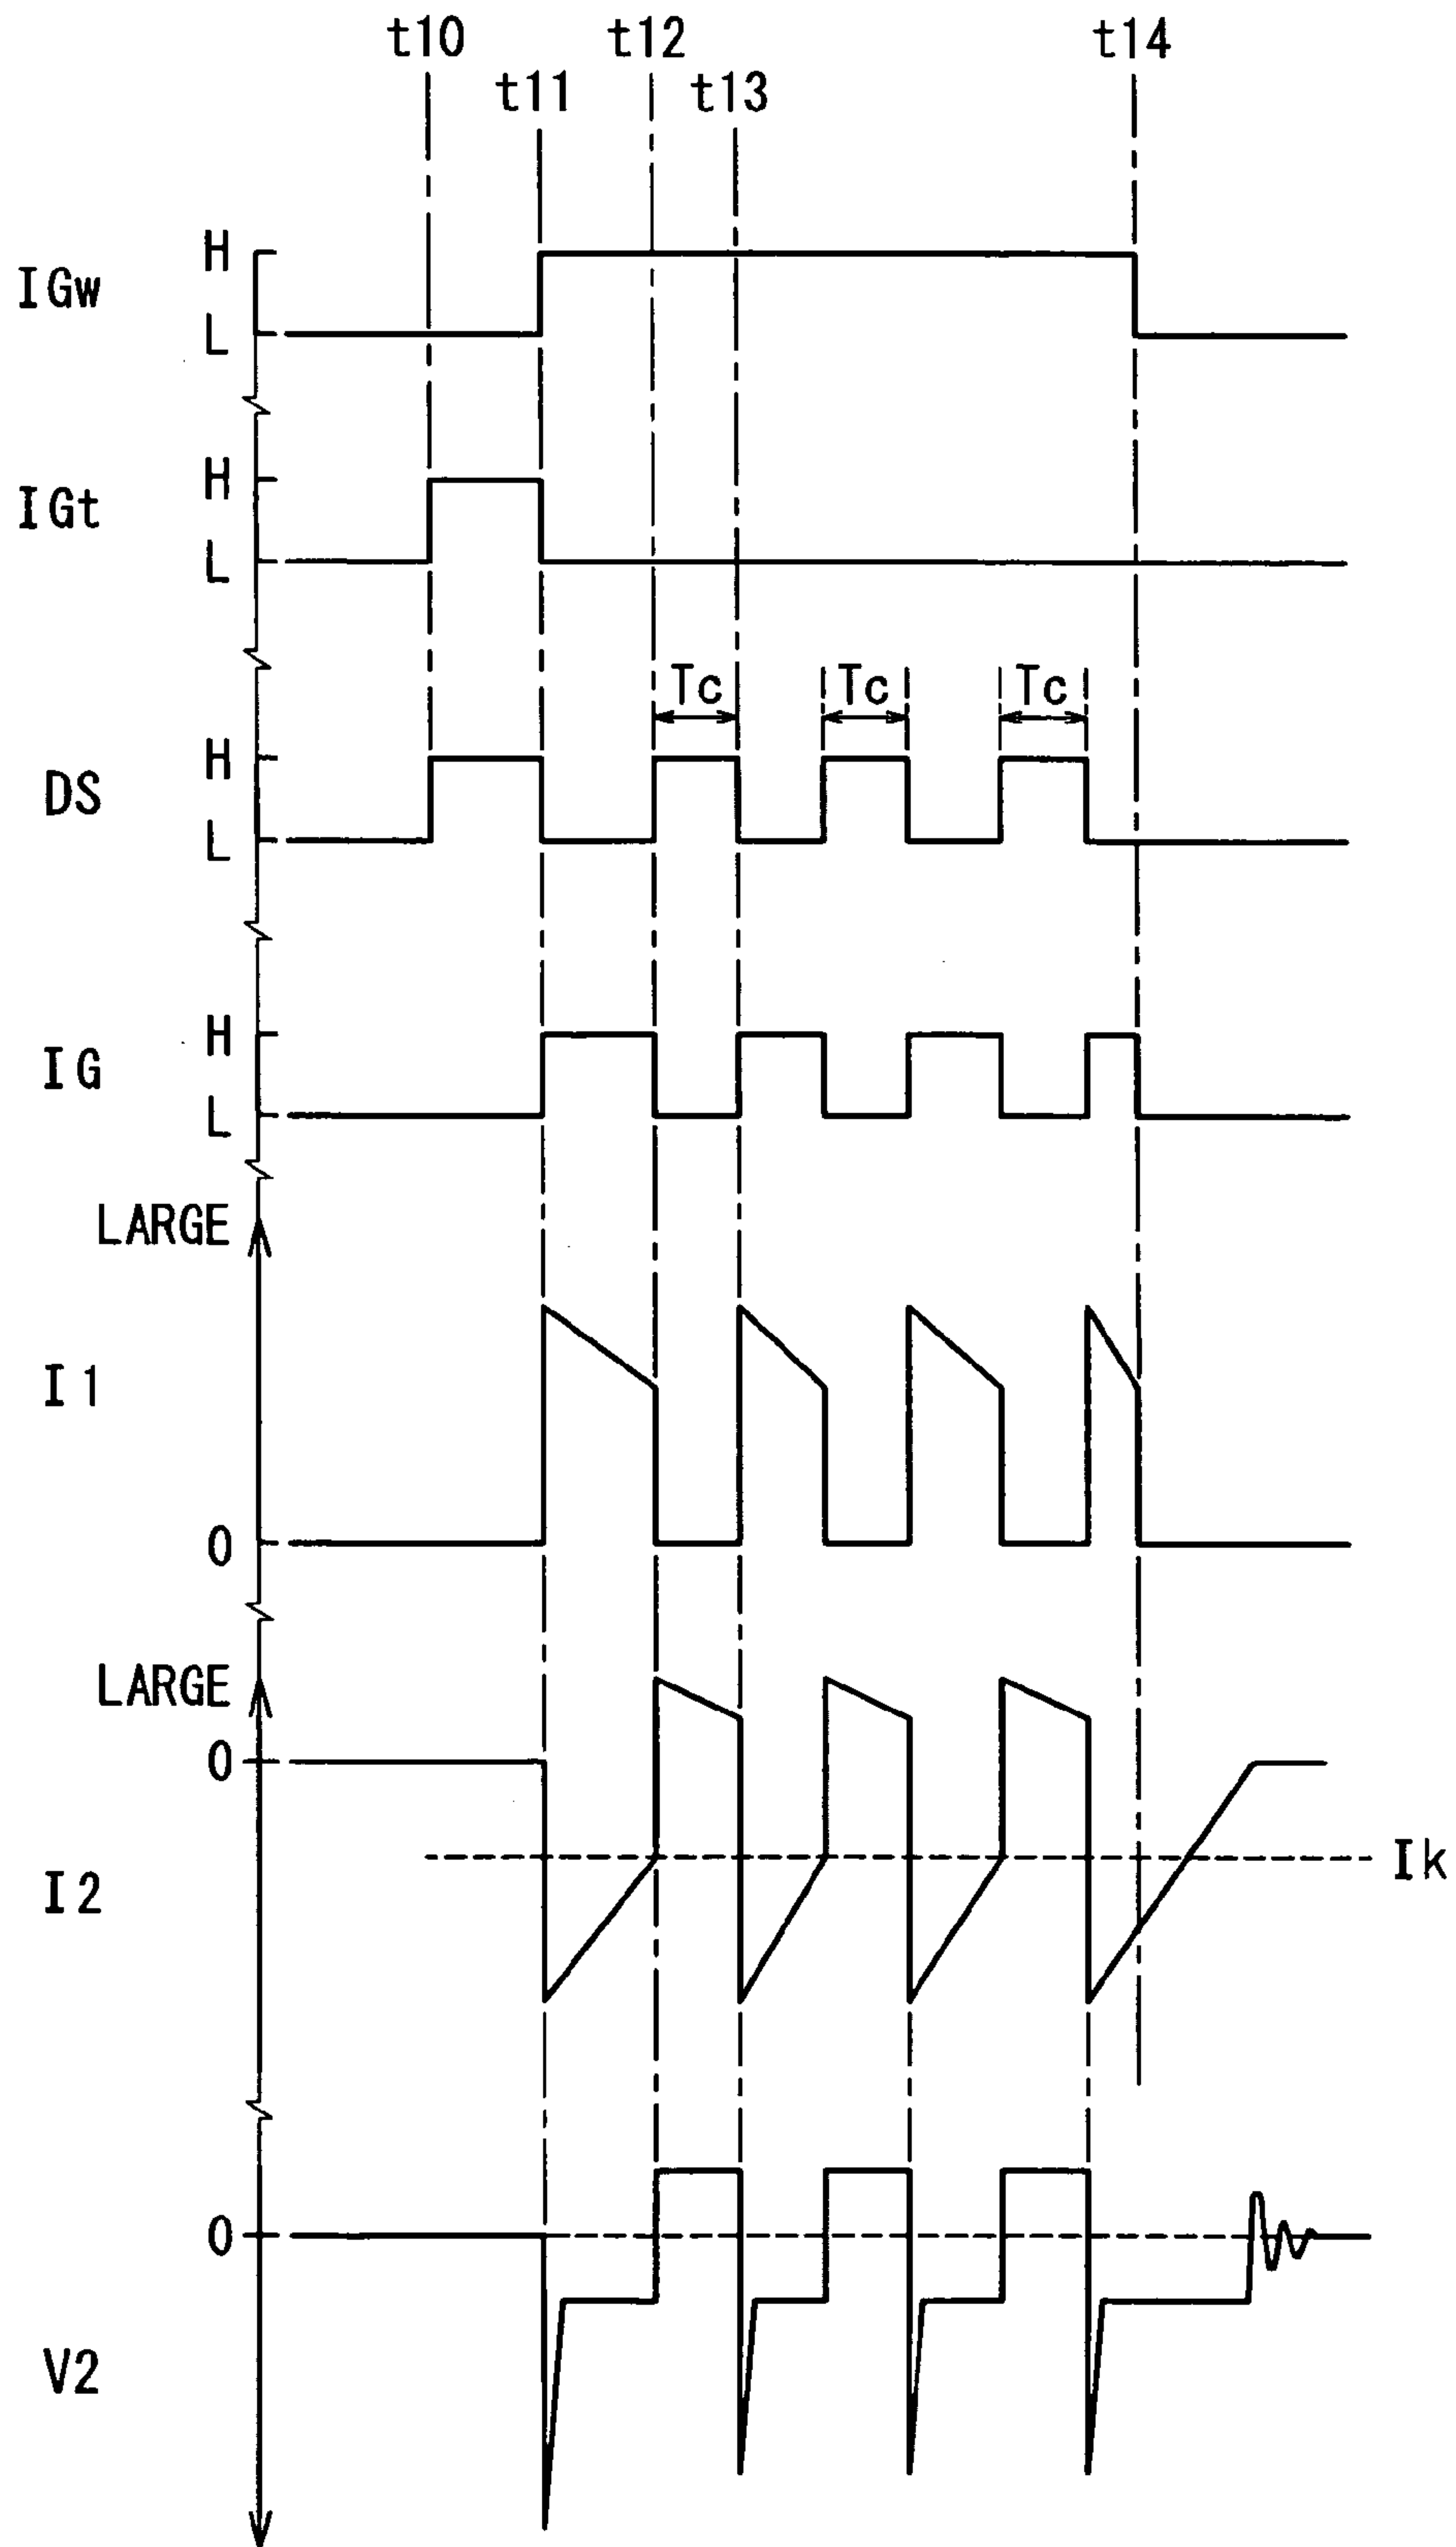 t10 t12 t14
t11 t13
IGw H
L
IGt H
L
Tc Tc Tc
DS H
L
IG H
L
LARGE
I1
0
LARGE
0
Ik
I2
0
V2